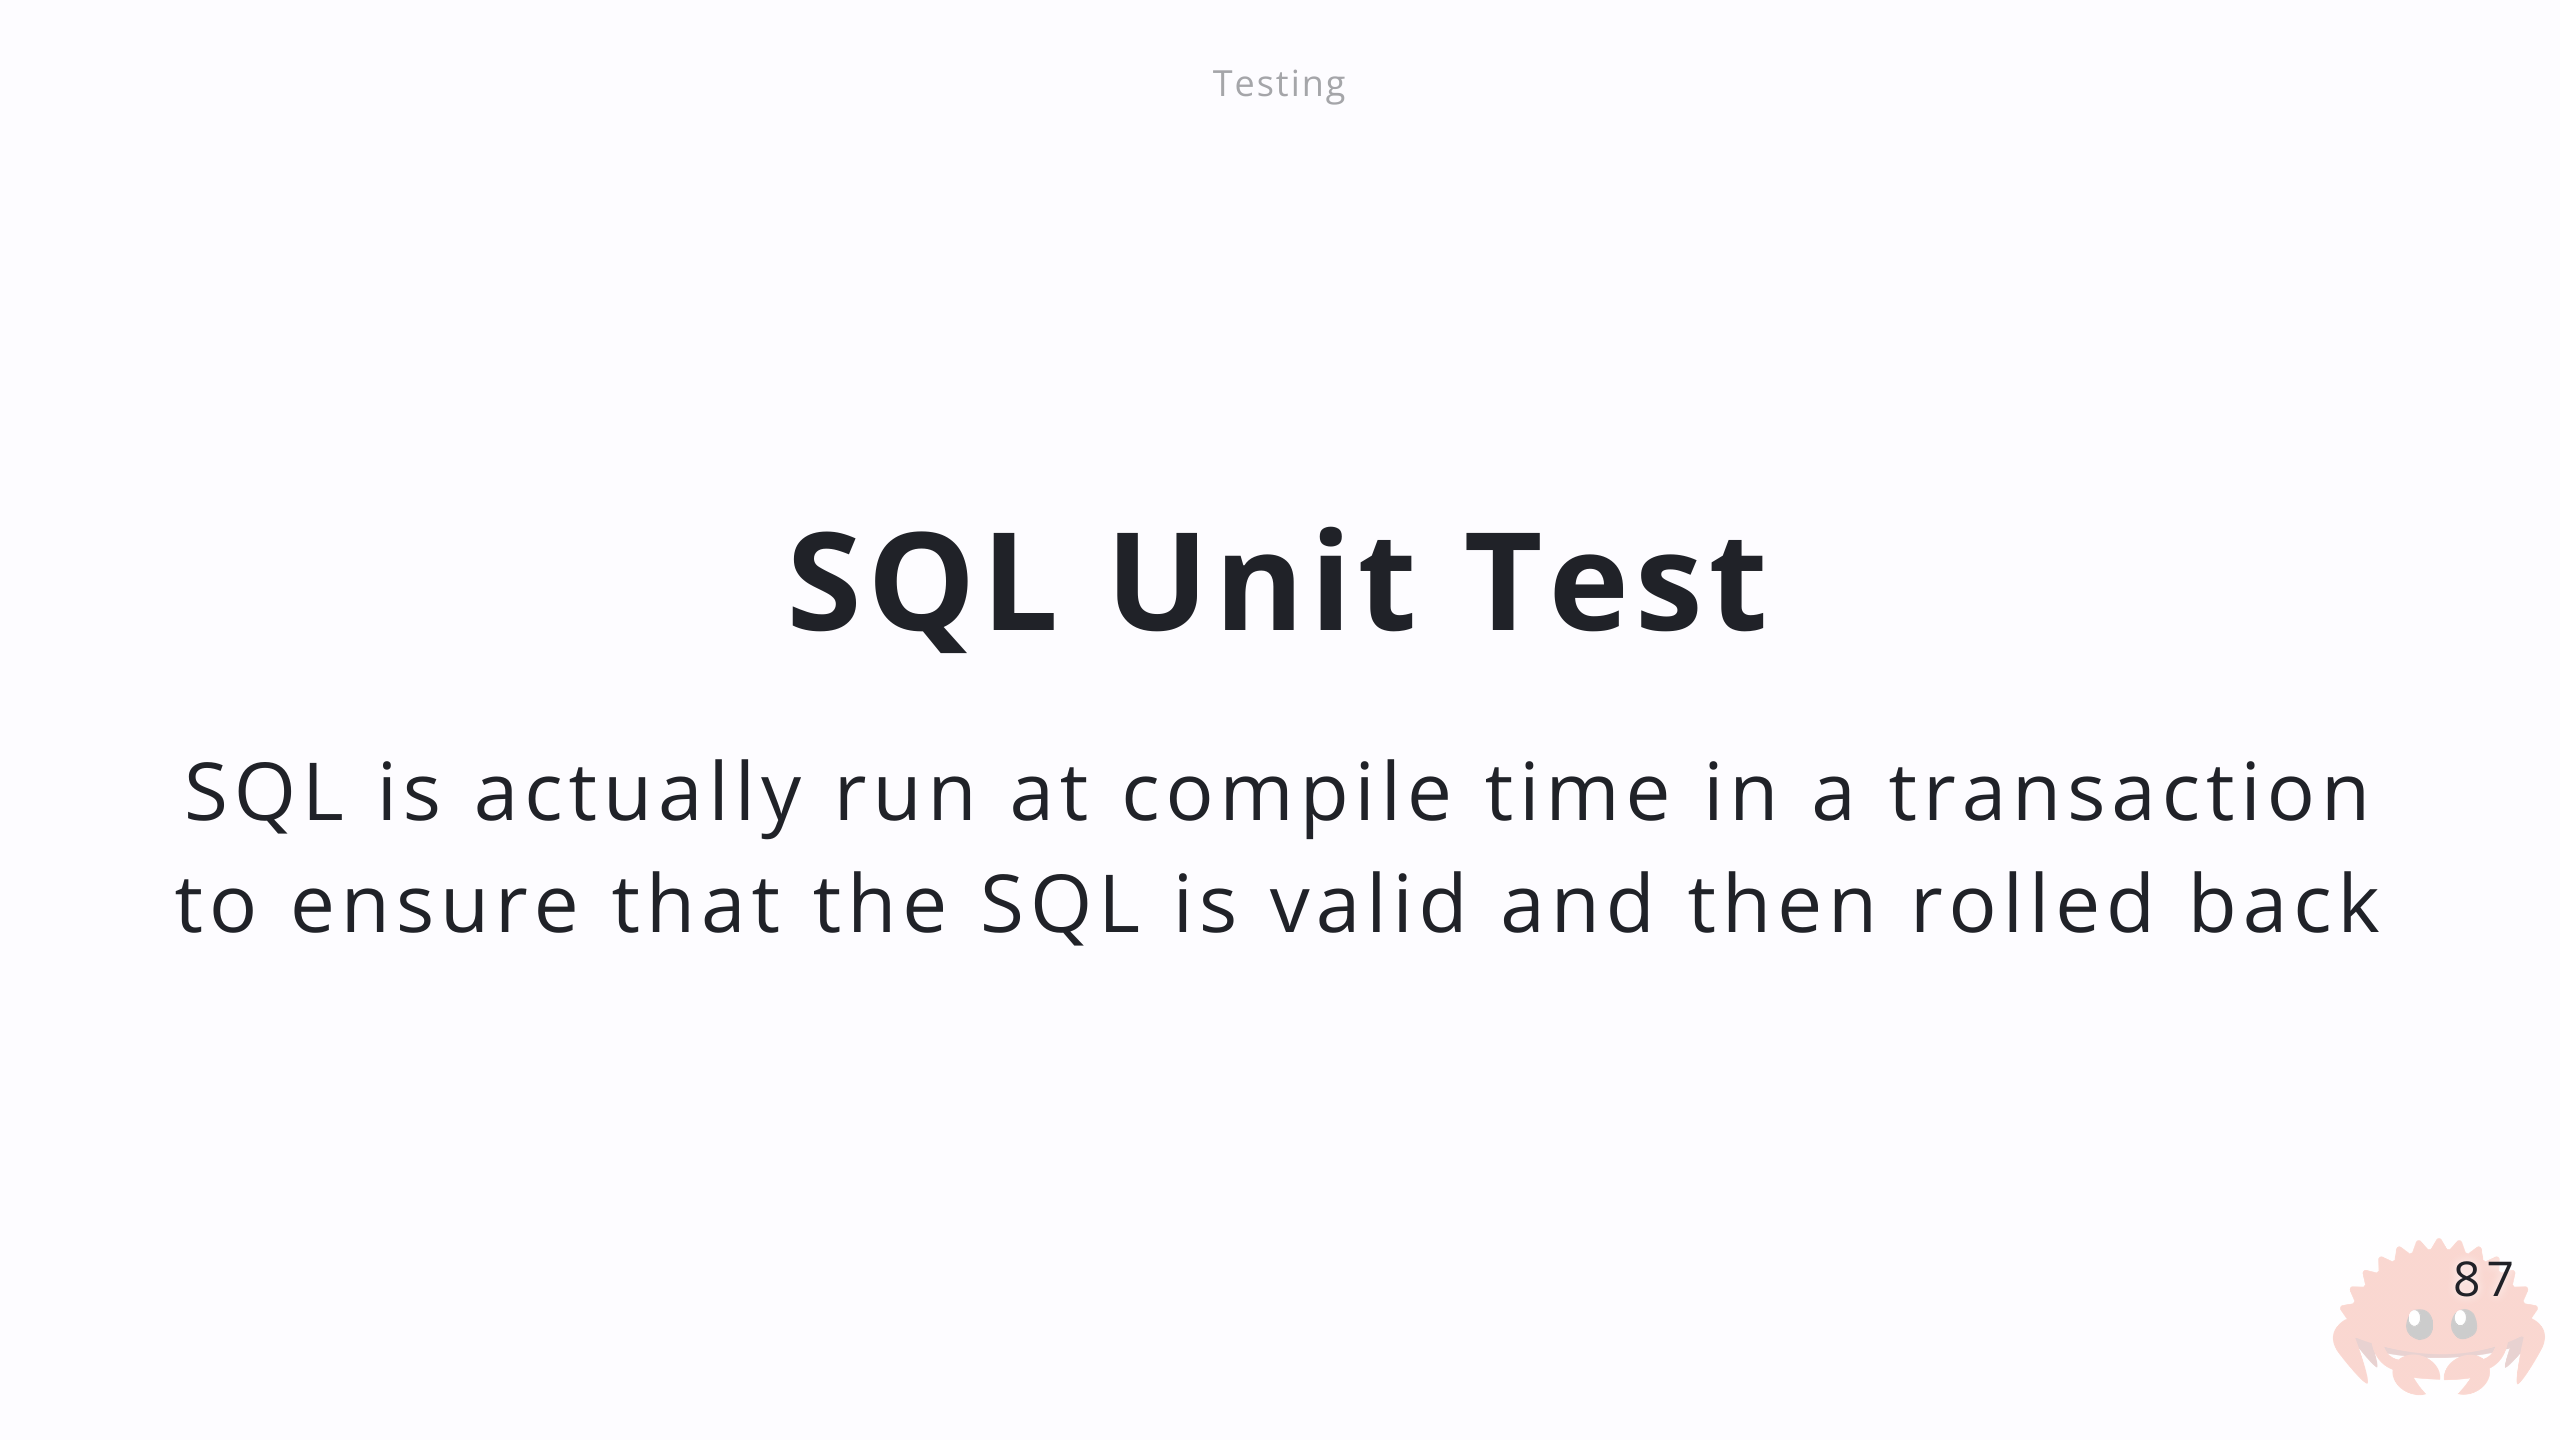 Testing
SQL Unit Test
SQL is actually run at compile time in a transaction
to ensure that the SQL is valid and then rolled back
87